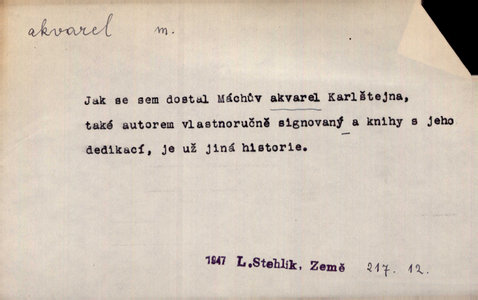 akvarel m.
Jak se sem dostal Máchův akvarel Karlštejna,
také autorem vlastnoručně signovaný a knihy s jeho
dedikací, je už jiná historie.
1947 L.Stehlík, Země 217. 12.